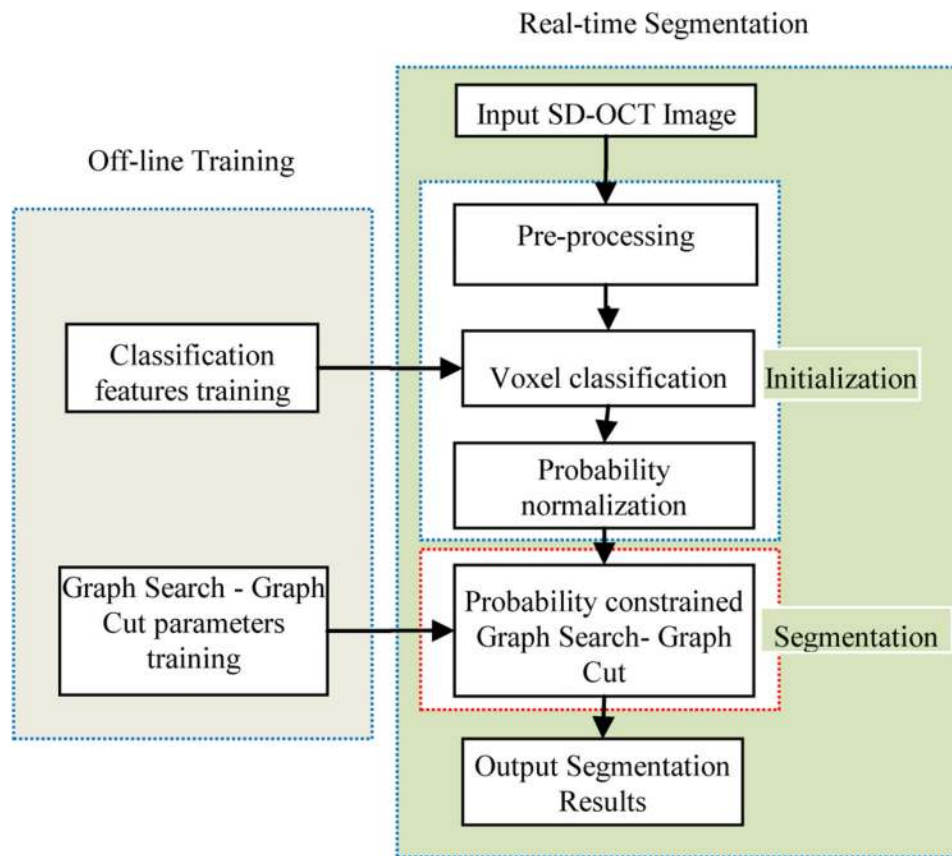 Real-time Segmentation
Input SD-OCT Image
Off-line Training
Pre-processing
Classification
features training
Voxel classification
Initialization
Probability
normalization
Graph Search - Graph
Cut parameters
training
Probability constrained
Graph Search- Graph
Cut
Segmentation
Output Segmentation
Results